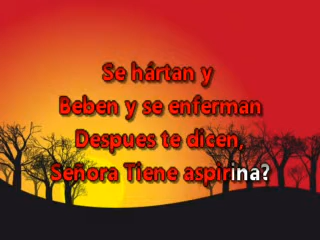 Se hártan y
Beben y se enferman
Despues te dicen,
Señora Tiene aspirina?